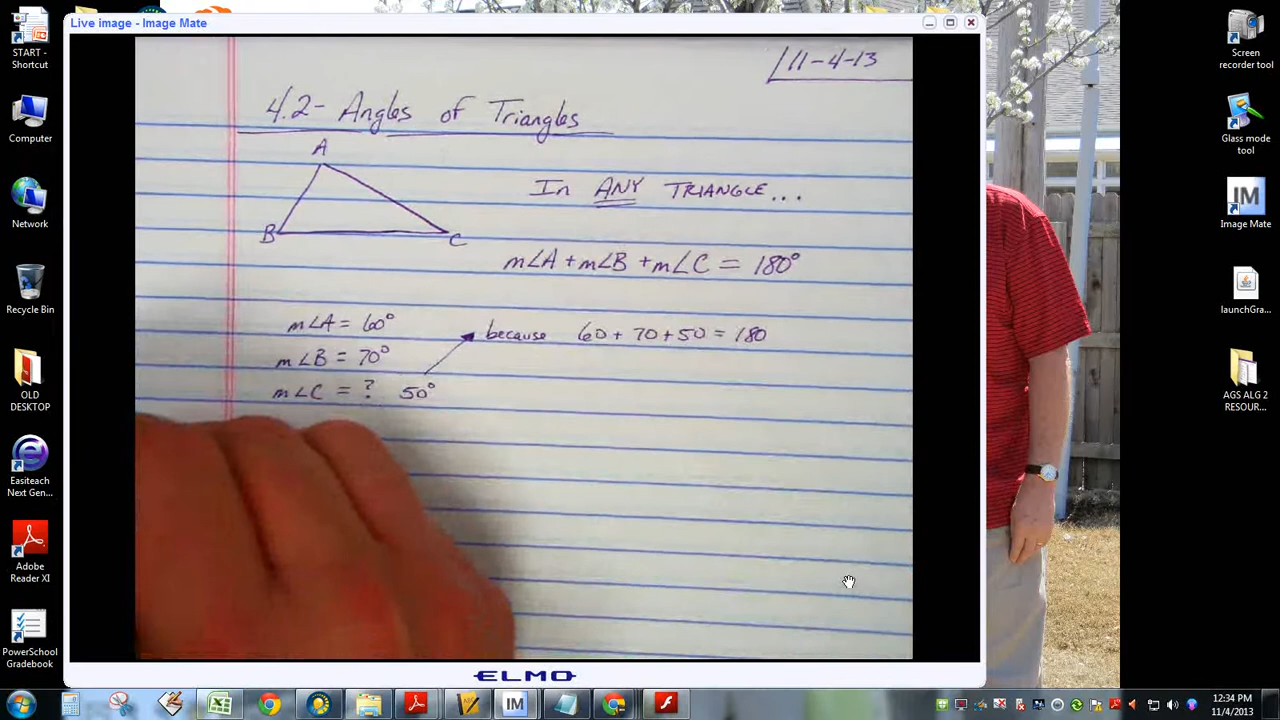 START - Shortcut
Computer
Network
Recycle Bin
OLD DESKTOP
Easiteach Next Gen...
Adobe Reader XI
PowerSchool Gradebook
Live image - Image Mate
11-4-13
4.2- Angles of Triangles
A
B
C
In ANY TRIANGLE...
m∠A + m∠B + m∠C = 180°
m∠A = 60°
m∠B = 70°
m∠C = ? 50°
because 60 + 70 + 50 = 180
ELMO
Screen recorder tool
Glass mode tool
IM
Image Mate
launchGra...
AGS ALG 2 RESOUR...
IM
12:34 PM
11/4/2013